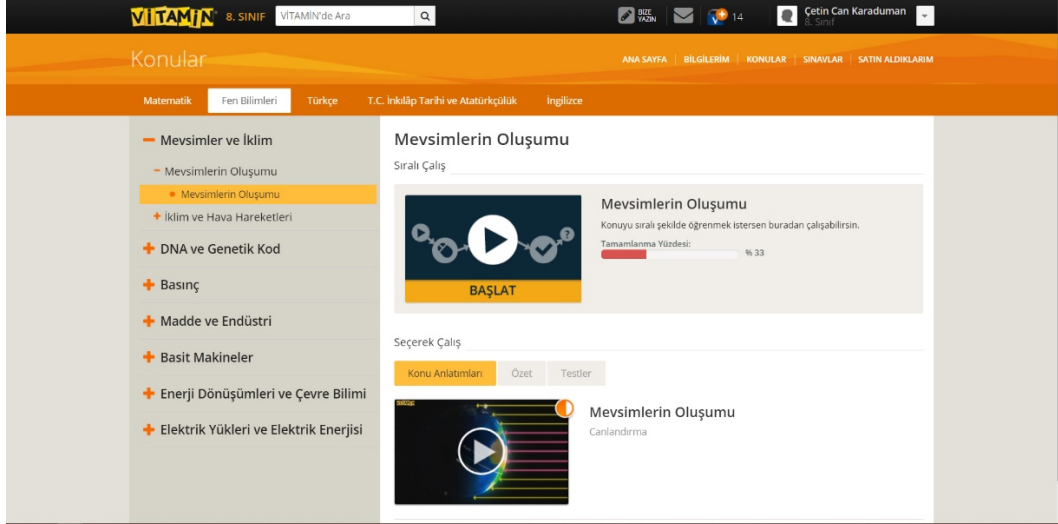 VİTAMİN 8. SINIF VİTAMİN'de Ara BİZE YAZIN 14 Çetin Can Karaduman
8. Sınıf
Konular
ANA SAYFA BİLGİLERİM KONULAR SINAVLAR SATIN ALDIKLARIM
Matematik Fen Bilimleri Türkçe T.C. İnkılâp Tarihi ve Atatürkçülük İngilizce
Mevsimler ve İklim
Mevsimlerin Oluşumu
Mevsimlerin Oluşumu
İklim ve Hava Hareketleri
DNA ve Genetik Kod
Basınç
Madde ve Endüstri
Basit Makineler
Enerji Dönüşümleri ve Çevre Bilimi
Elektrik Yükleri ve Elektrik Enerjisi
Mevsimlerin Oluşumu
Sıralı Çalış
BAŞLAT
Mevsimlerin Oluşumu
Konuyu sıralı şekilde öğrenmek istersen buradan çalışabilirsin.
Tamamlanma Yüzdesi:
% 33
Seçerek Çalış
Konu Anlatımları Özet Testler
Mevsimlerin Oluşumu
Canlandırma